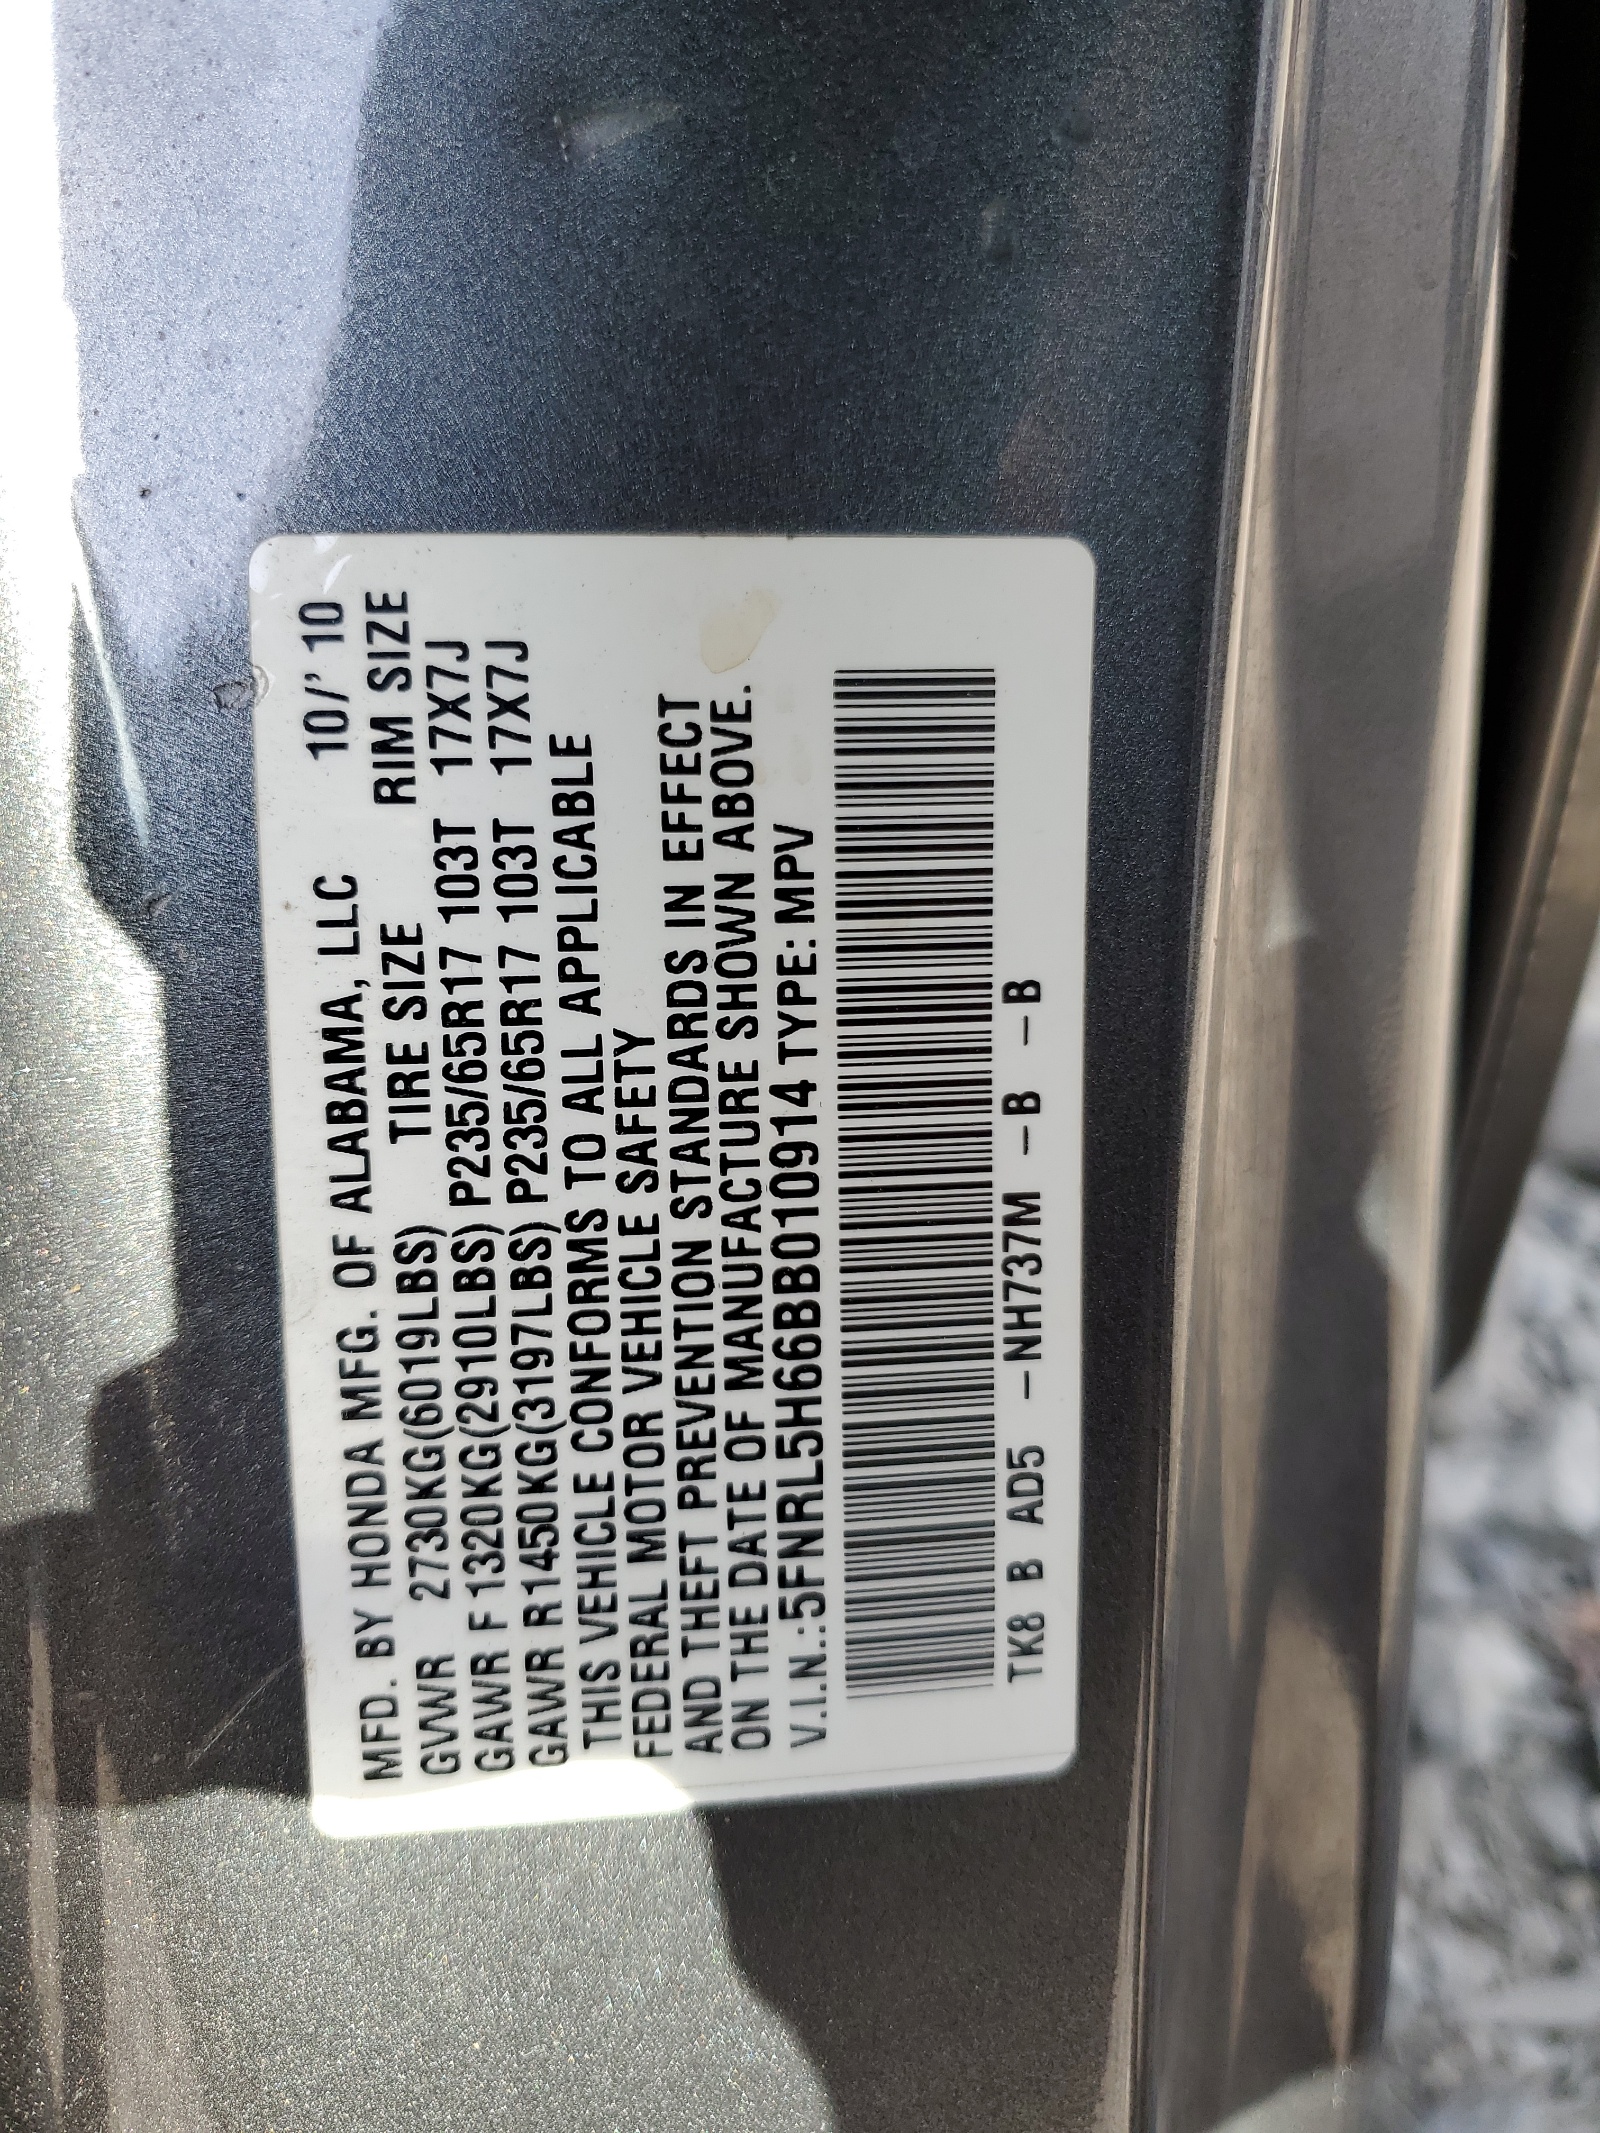 MFD. BY HONDA MFG. OF ALABAMA, LLC 10/' 10
GVWR 2730KG(6019LBS) TIRE SIZE RIM SIZE
GAWR F 1320KG(2910LBS) P235/65R17 103T 17X7J
GAWR R1450KG(3197LBS) P235/65R17 103T 17X7J
THIS VEHICLE CONFORMS TO ALL APPLICABLE
FEDERAL MOTOR VEHICLE SAFETY
AND THEFT PREVENTION STANDARDS IN EFFECT
ON THE DATE OF MANUFACTURE SHOWN ABOVE.
V.I.N.:5FNRL5H66BB010914 TYPE: MPV
TK8 B AD5 -NH737M -B -B